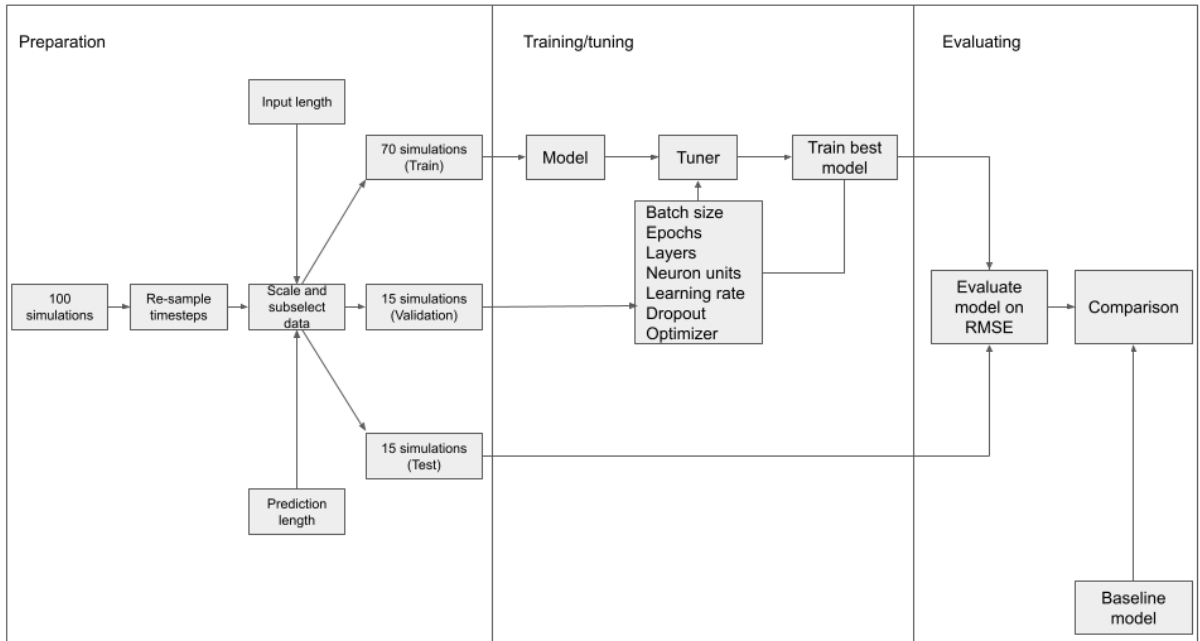 Preparation
Training/tuning
Evaluating
Input length
70 simulations
(Train)
Model
Tuner
Train best
model
Batch size
Epochs
Layers
Neuron units
Learning rate
Dropout
Optimizer
100
simulations
Re-sample
timesteps
Scale and
subselect
data
15 simulations
(Validation)
Evaluate
model on
RMSE
Comparison
15 simulations
(Test)
Prediction
length
Baseline
model